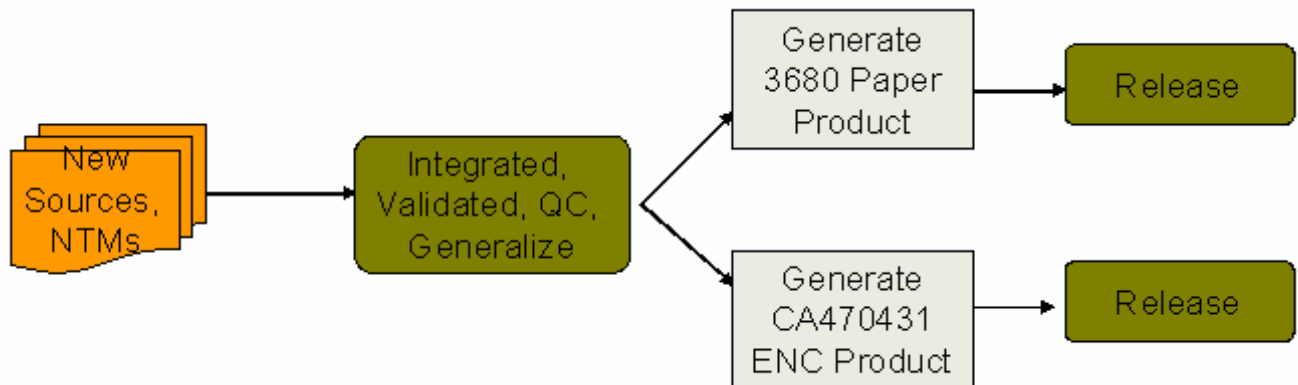 New
Sources,
NTMs
Integrated,
Validated, QC,
Generalize
Generate
3680 Paper
Product
Release
Generate
CA470431
ENC Product
Release